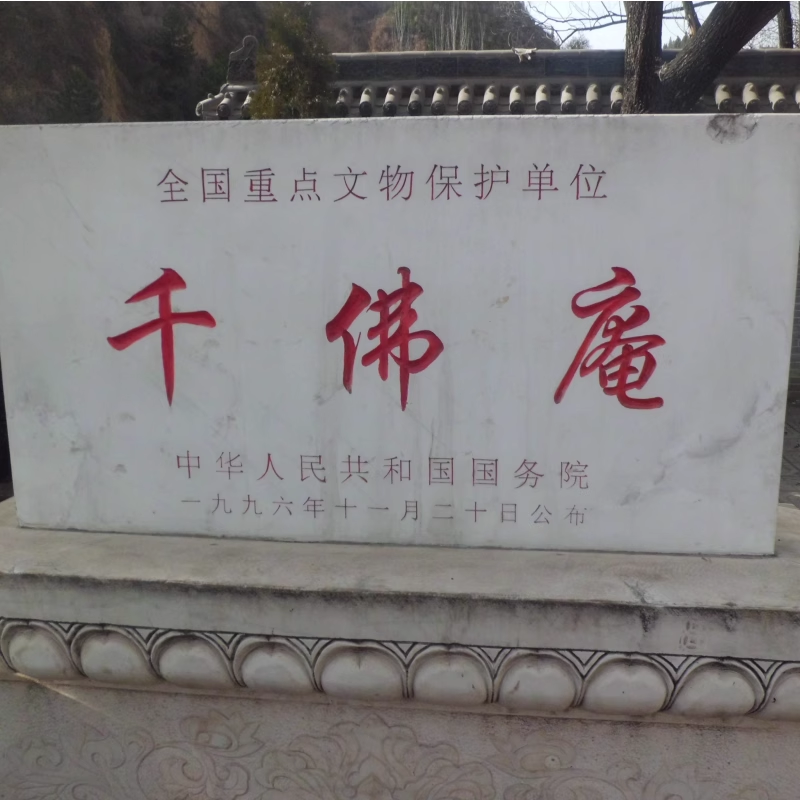 全国重点文物保护单位
千佛庵
中华人民共和国国务院
一九九六年十一月二十日公布